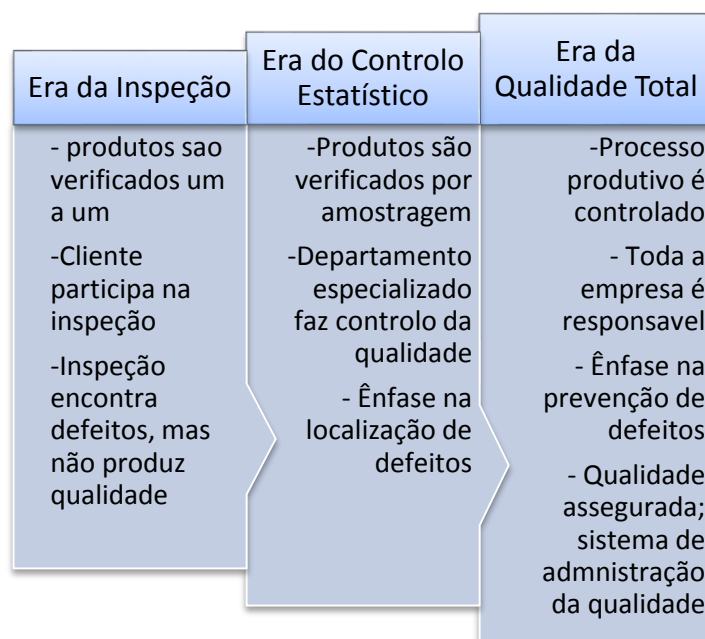 Era da Inspeção
- produtos sao
verificados um
a um
-Cliente
participa na
inspeção
-Inspeção
encontra
defeitos, mas
não produz
qualidade
Era do Controlo
Estatístico
-Produtos são
verificados por
amostragem
-Departamento
especializado
faz controlo da
qualidade
- Ênfase na
localização de
defeitos
Era da
Qualidade Total
-Processo
produtivo é
controlado
- Toda a
empresa é
responsavel
- Ênfase na
prevenção de
defeitos
- Qualidade
assegurada;
sistema de
admnistração
da qualidade